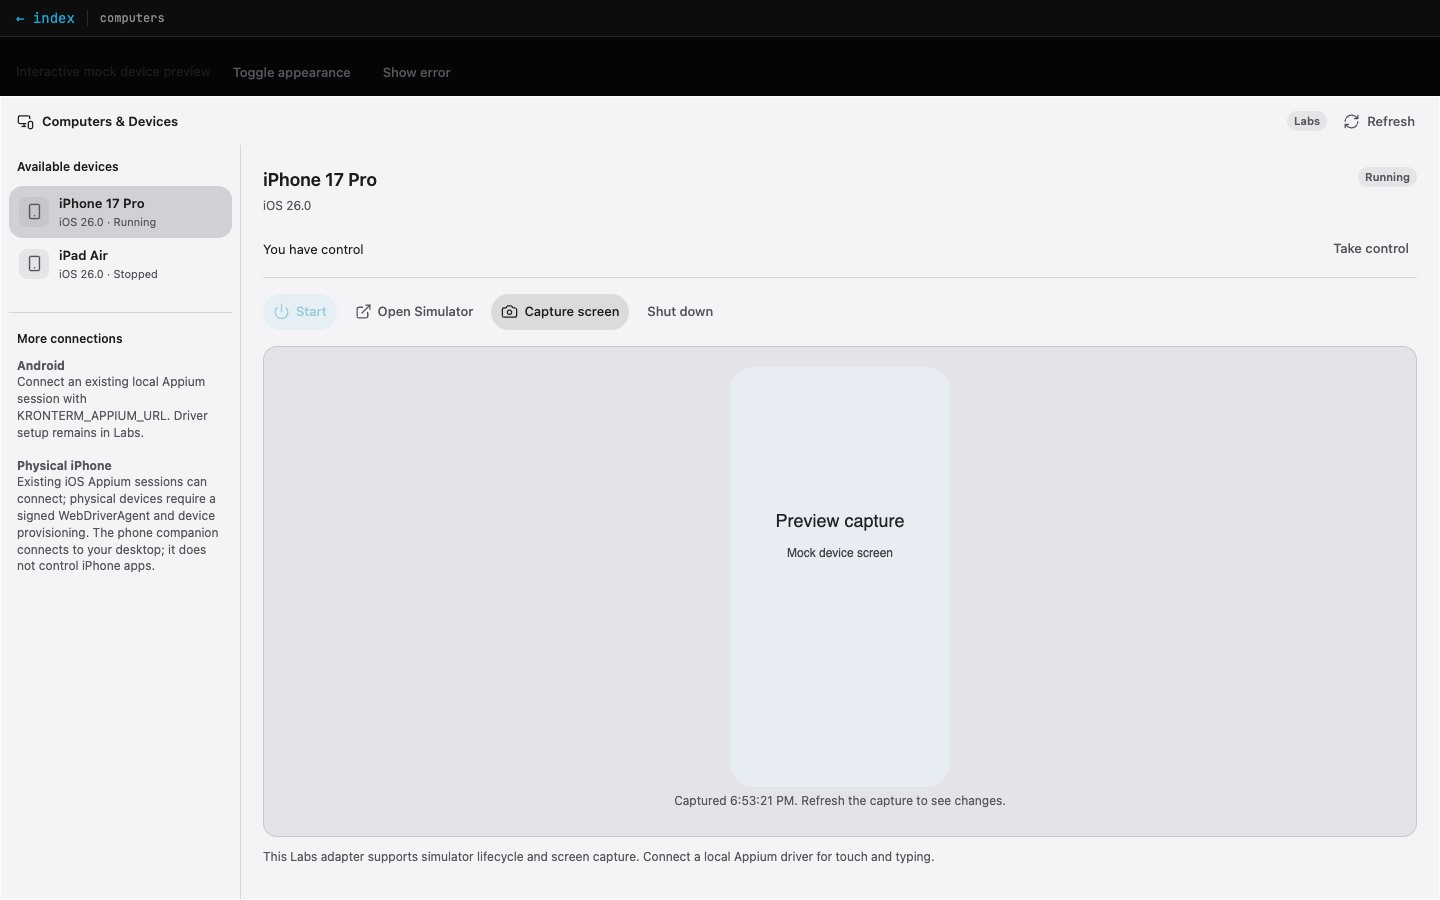 ← index
computers
Interactive mock device preview
Toggle appearance
Show error
Computers & Devices
Labs
Refresh
Available devices
iPhone 17 Pro
iOS 26.0 · Running
iPad Air
iOS 26.0 · Stopped
More connections
Android
Connect an existing local Appium
session with
KRONTERM_APPIUM_URL. Driver
setup remains in Labs.
Physical iPhone
Existing iOS Appium sessions can
connect; physical devices require a
signed WebDriverAgent and device
provisioning. The phone companion
connects to your desktop; it does
not control iPhone apps.
iPhone 17 Pro
Running
iOS 26.0
You have control
Take control
Start
Open Simulator
Capture screen
Shut down
Preview capture
Mock device screen
Captured 6:53:21 PM. Refresh the capture to see changes.
This Labs adapter supports simulator lifecycle and screen capture. Connect a local Appium driver for touch and typing.